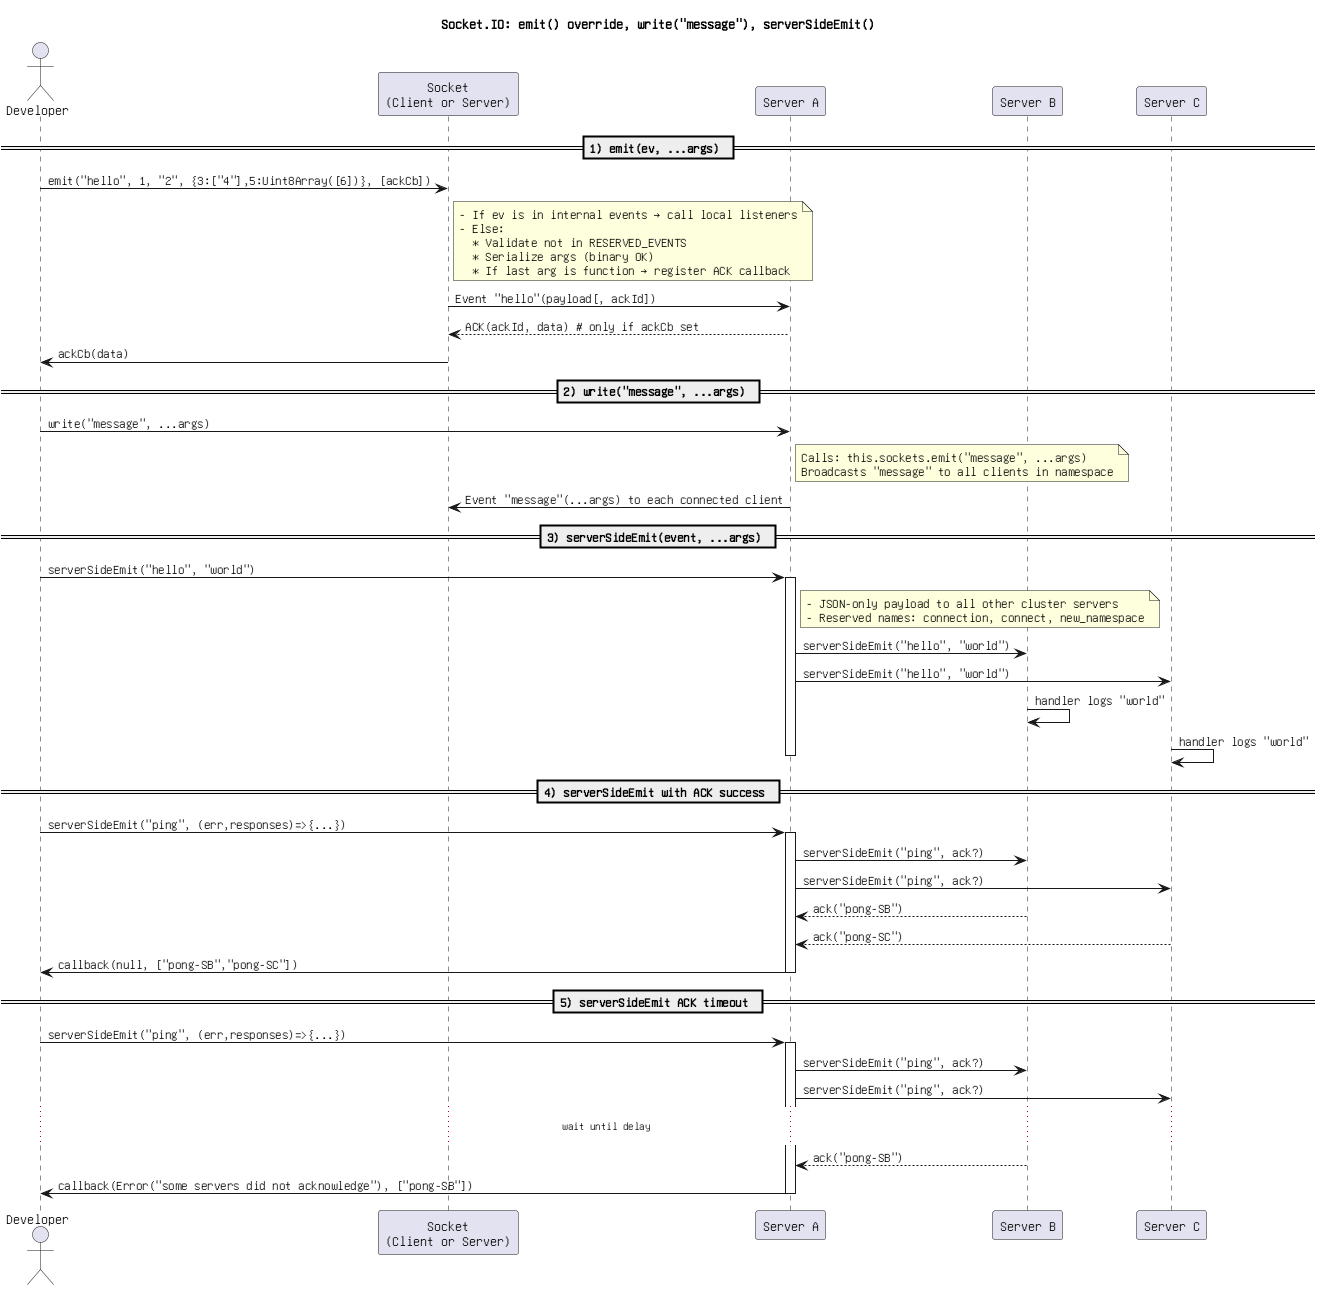 Socket.IO: emit() override, write("message"), serverSideEmit()
Developer
Socket
(Client or Server)
Server A
Server B
Server C
1) emit(ev, ...args)
emit("hello", 1, "2", {3:["4"],5:Uint8Array([6])}, [ackCb])
- If ev is in internal events → call local listeners
- Else:
* Validate not in RESERVED_EVENTS
* Serialize args (binary OK)
* If last arg is function → register ACK callback
Event "hello"(payload[, ackId])
ACK(ackId, data) # only if ackCb set
ackCb(data)
2) write("message", ...args)
write("message", ...args)
Calls: this.sockets.emit("message", ...args)
Broadcasts "message" to all clients in namespace
Event "message"(...args) to each connected client
3) serverSideEmit(event, ...args)
serverSideEmit("hello", "world")
- JSON-only payload to all other cluster servers
- Reserved names: connection, connect, new_namespace
serverSideEmit("hello", "world")
serverSideEmit("hello", "world")
handler logs "world"
handler logs "world"
4) serverSideEmit with ACK success
serverSideEmit("ping", (err,responses)=>{...})
serverSideEmit("ping", ack?)
serverSideEmit("ping", ack?)
ack("pong-SB")
ack("pong-SC")
callback(null, ["pong-SB","pong-SC"])
5) serverSideEmit ACK timeout
serverSideEmit("ping", (err,responses)=>{...})
serverSideEmit("ping", ack?)
serverSideEmit("ping", ack?)
wait until delay
ack("pong-SB")
callback(Error("some servers did not acknowledge"), ["pong-SB"])
Developer
Socket
(Client or Server)
Server A
Server B
Server C